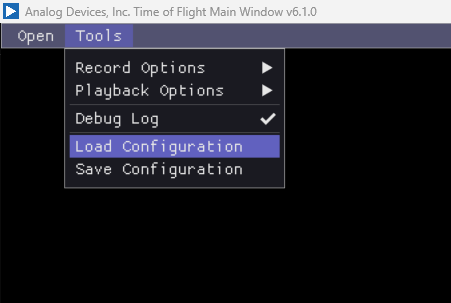 Analog Devices, Inc. Time of Flight Main Window v6.1.0
Open Tools
Record Options
Playback Options
Debug Log
Load Configuration
Save Configuration